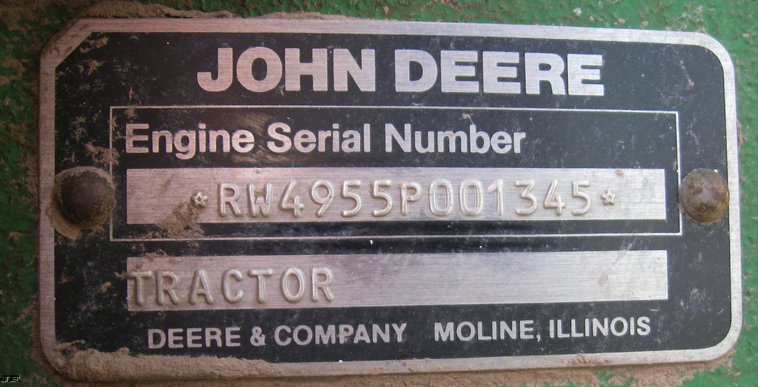 JOHN DEERE
Engine Serial Number
*RW4955P001345*
TRACTOR
DEERE & COMPANY MOLINE, ILLINOIS